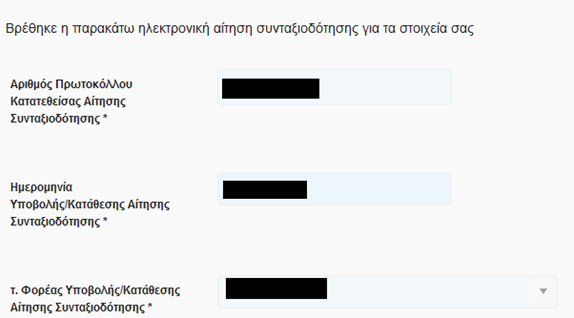 Βρέθηκε η παρακάτω ηλεκτρονική αίτηση συνταξιοδότησης για τα στοιχεία σας
Αριθμός Πρωτοκόλλου
Κατατεθείσας Αίτησης
Συνταξιοδότησης *
Ημερομηνία
Υποβολής/Κατάθεσης Αίτησης
Συνταξιοδότησης *
τ. Φορέας Υποβολής/Κατάθεσης
Αίτησης Συνταξιοδότησης *